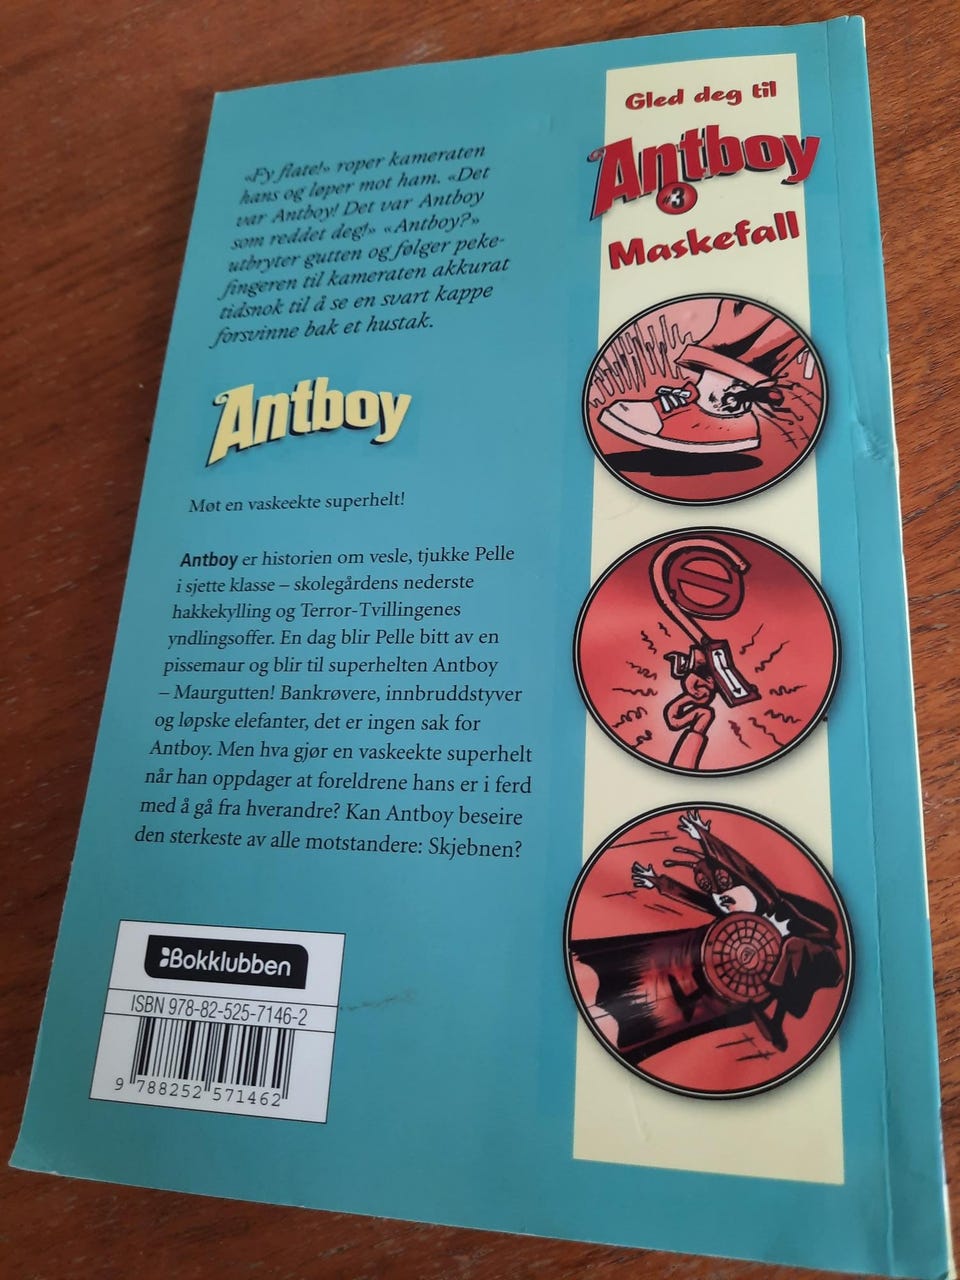 «Fy flate!» roper kameraten
hans og løper mot ham. «Det
var Antboy! Det var Antboy
som reddet deg!» «Antboy?»
utbryter gutten og følger peke-
fingeren til kameraten akkurat
tidsnok til å se en svart kappe
forsvinne bak et hustak.
Antboy
Møt en vaskeekte superhelt!
Antboy er historien om vesle, tjukke Pelle
i sjette klasse – skolegårdens nederste
hakkekylling og Terror-Tvillingenes
yndlingsoffer. En dag blir Pelle bitt av en
pissemaur og blir til superhelten Antboy
– Maurgutten! Bankrøvere, innbruddstyver
og løpske elefanter, det er ingen sak for
Antboy. Men hva gjør en vaskeekte superhelt
når han oppdager at foreldrene hans er i ferd
med å gå fra hverandre? Kan Antboy beseire
den sterkeste av alle motstandere: Skjebnen?
Bokklubben
ISBN 978-82-525-7146-2
9 788252 571462
Gled deg til
Antboy
#3
Maskefall